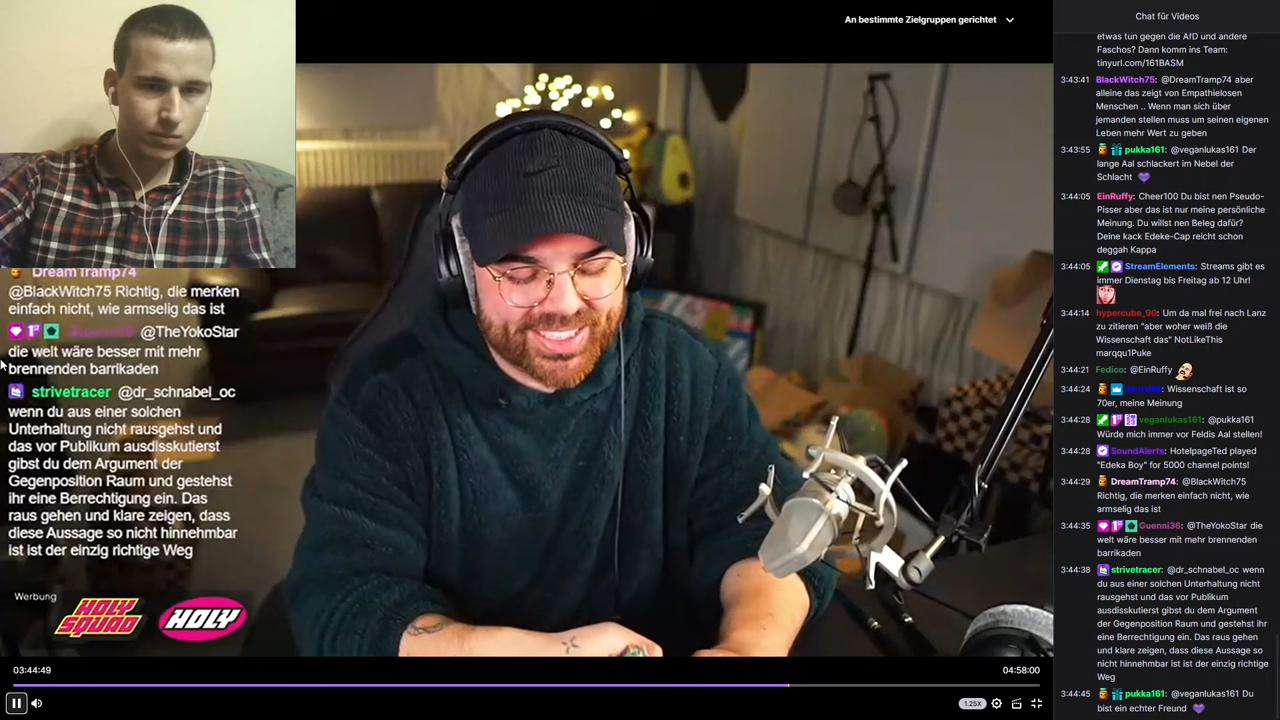 An bestimmte Zielgruppen gerichtet
DreamTramp74
@BlackWitch75 Richtig, die merken
einfach nicht, wie armselig das ist
@TheYokoStar
die welt wäre besser mit mehr
brennenden barrikaden
strivetracer @dr_schnabel_oc
wenn du aus einer solchen
Unterhaltung nicht rausgehst und
das vor Publikum ausdisskutierst
gibst du dem Argument der
Gegenposition Raum und gestehst
ihr eine Berrechtigung ein. Das
raus gehen und klare zeigen, dass
diese Aussage so nicht hinnehmbar
ist ist der einzig richtige Weg
Werbung
HOLY
SQUAD
HOLY
03:44:49
04:58:00
1.25X
Chat für Videos
etwas tun gegen die AfD und andere
Faschos? Dann komm ins Team:
tinyurl.com/161BASM
3:43:41 BlackWitch75: @DreamTramp74 aber
alleine das zeigt von Empathielosen
Menschen .. Wenn man sich über
jemanden stellen muss um seinen eigenen
Leben mehr Wert zu geben
3:43:55 pukka161: @veganlukas161 Der
lange Aal schlackert im Nebel der
Schlacht
3:44:05 EinRuffy: Cheer100 Du bist nen Pseudo-
Pisser aber das ist nur meine persönliche
Meinung. Du willst nen Beleg dafür?
Deine kack Edeke-Cap reicht schon
deggah Kappa
3:44:05 StreamElements: Streams gibt es
immer Dienstag bis Freitag ab 12 Uhr!
3:44:14 hypercube_90: Um da mal frei nach Lanz
zu zitieren "aber woher weiß die
Wissenschaft das" NotLikeThis
marqqu1Puke
3:44:21 Fedico: @EinRuffy
3:44:24 Wissenschaft ist so
70er, meine Meinung
3:44:28 veganlukas161: @pukka161
Würde mich immer vor Feldis Aal stellen!
3:44:28 SoundAlerts: HotelpageTed played
"Edeka Boy" for 5000 channel points!
3:44:29 DreamTramp74: @BlackWitch75
Richtig, die merken einfach nicht, wie
armselig das ist
3:44:35 Guenni36: @TheYokoStar die
welt wäre besser mit mehr brennenden
barrikaden
3:44:38 strivetracer: @dr_schnabel_oc wenn
du aus einer solchen Unterhaltung nicht
rausgehst und das vor Publikum
ausdisskutierst gibst du dem Argument
der Gegenposition Raum und gestehst ihr
eine Berrechtigung ein. Das raus gehen
und klare zeigen, dass diese Aussage so
nicht hinnehmbar ist ist der einzig richtige
Weg
3:44:45 pukka161: @veganlukas161 Du
bist ein echter Freund